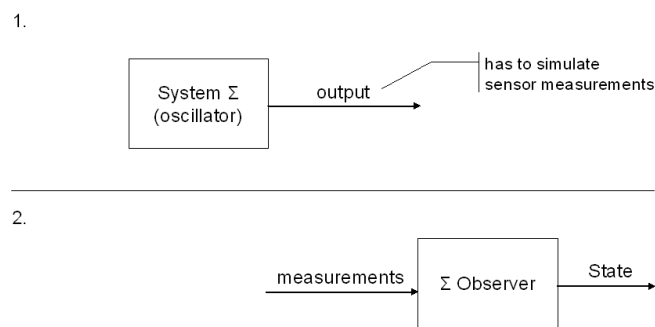 1.
System Σ
(oscillator)
output
has to simulate
sensor measurements
2.
measurements
Σ Observer
State